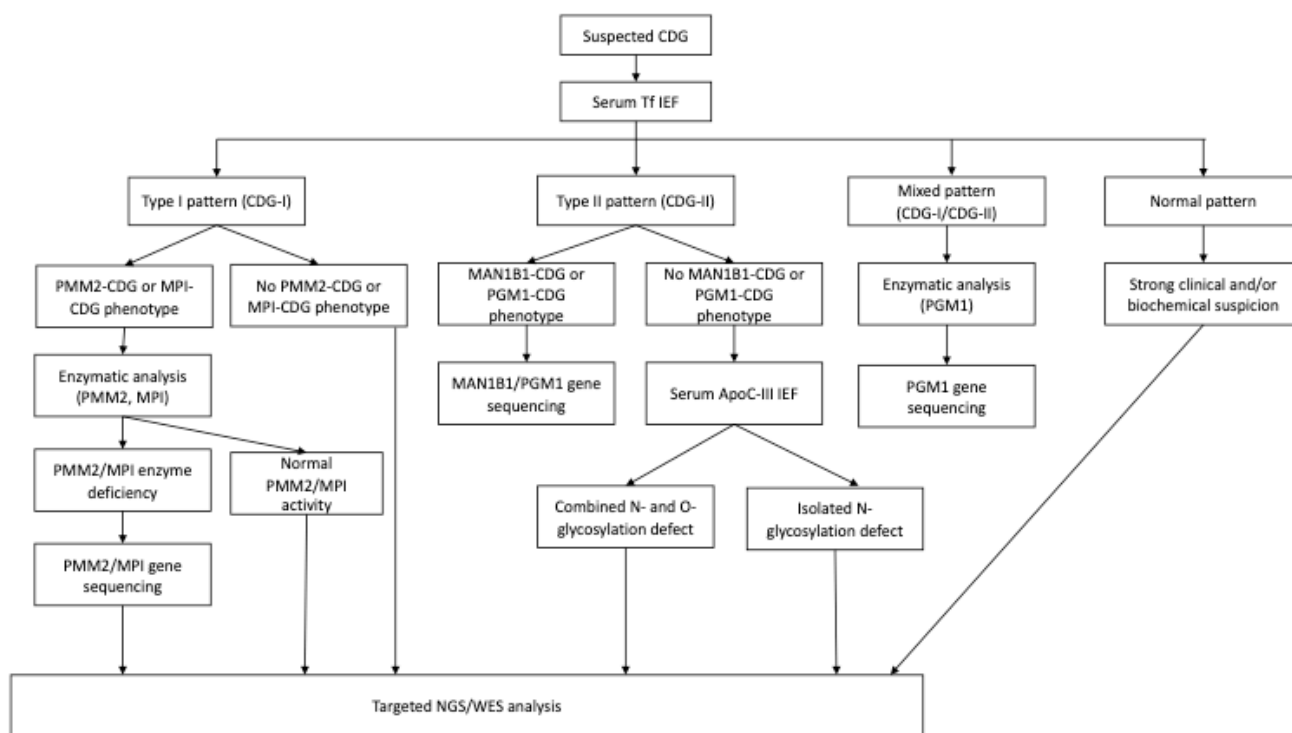 Suspected CDG
Serum Tf IEF
Type I pattern (CDG-I)
Type II pattern (CDG-II)
Mixed pattern
(CDG-I/CDG-II)
Normal pattern
PMM2-CDG or MPI-
CDG phenotype
No PMM2-CDG or
MPI-CDG phenotype
MAN1B1-CDG or
PGM1-CDG
phenotype
No MAN1B1-CDG or
PGM1-CDG
phenotype
Enzymatic analysis
(PGM1)
Strong clinical and/or
biochemical suspicion
Enzymatic analysis
(PMM2, MPI)
MAN1B1/PGM1 gene
sequencing
Serum ApoC-III IEF
PGM1 gene
sequencing
PMM2/MPI enzyme
deficiency
Normal
PMM2/MPI
activity
Combined N- and O-
glycosylation defect
Isolated N-
glycosylation defect
PMM2/MPI gene
sequencing
Targeted NGS/WES analysis